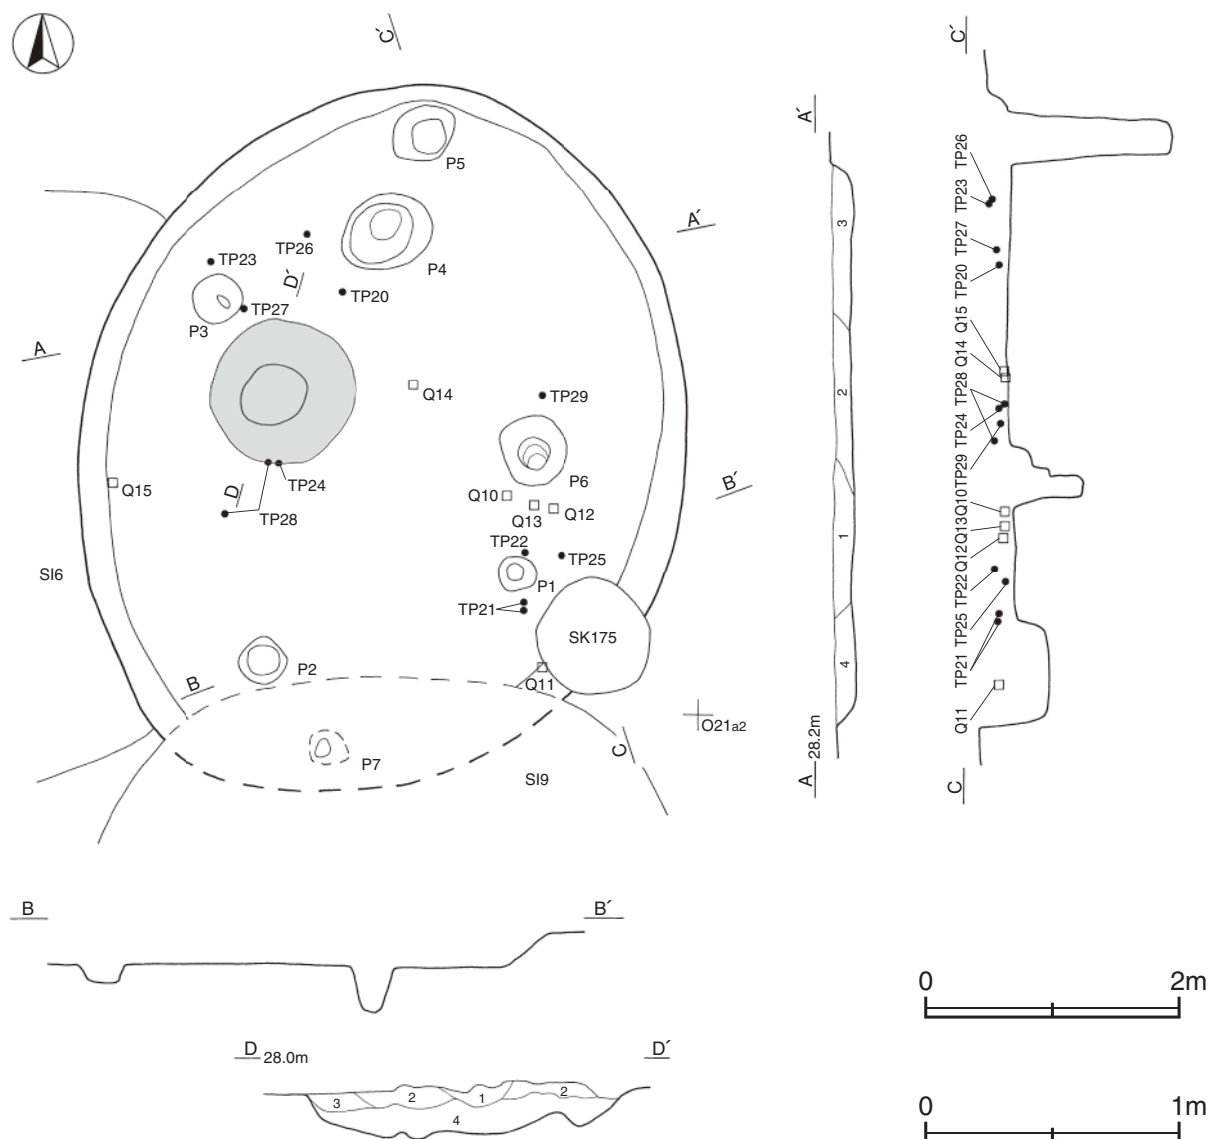 C´
C´
A´
P5
TP26
TP23
TP27
TP20
Q15
Q14
TP28
TP24
TP29
Q10
Q13
Q12
TP22
TP25
TP21
Q11
A´
TP26
P4
TP23
D´
TP20
TP27
P3
3
A
Q14
TP29
2
P6
B´
Q15
TP24
Q10
D
Q13
Q12
TP28
TP22
TP25
1
SI6
P1
TP21
SK175
4
P2
Q11
B
O21a2
C
28.2m
P7
SI9
A
C
B
B´
0 2m
D 28.0m
D´
3 2 1 2
4
0 1m